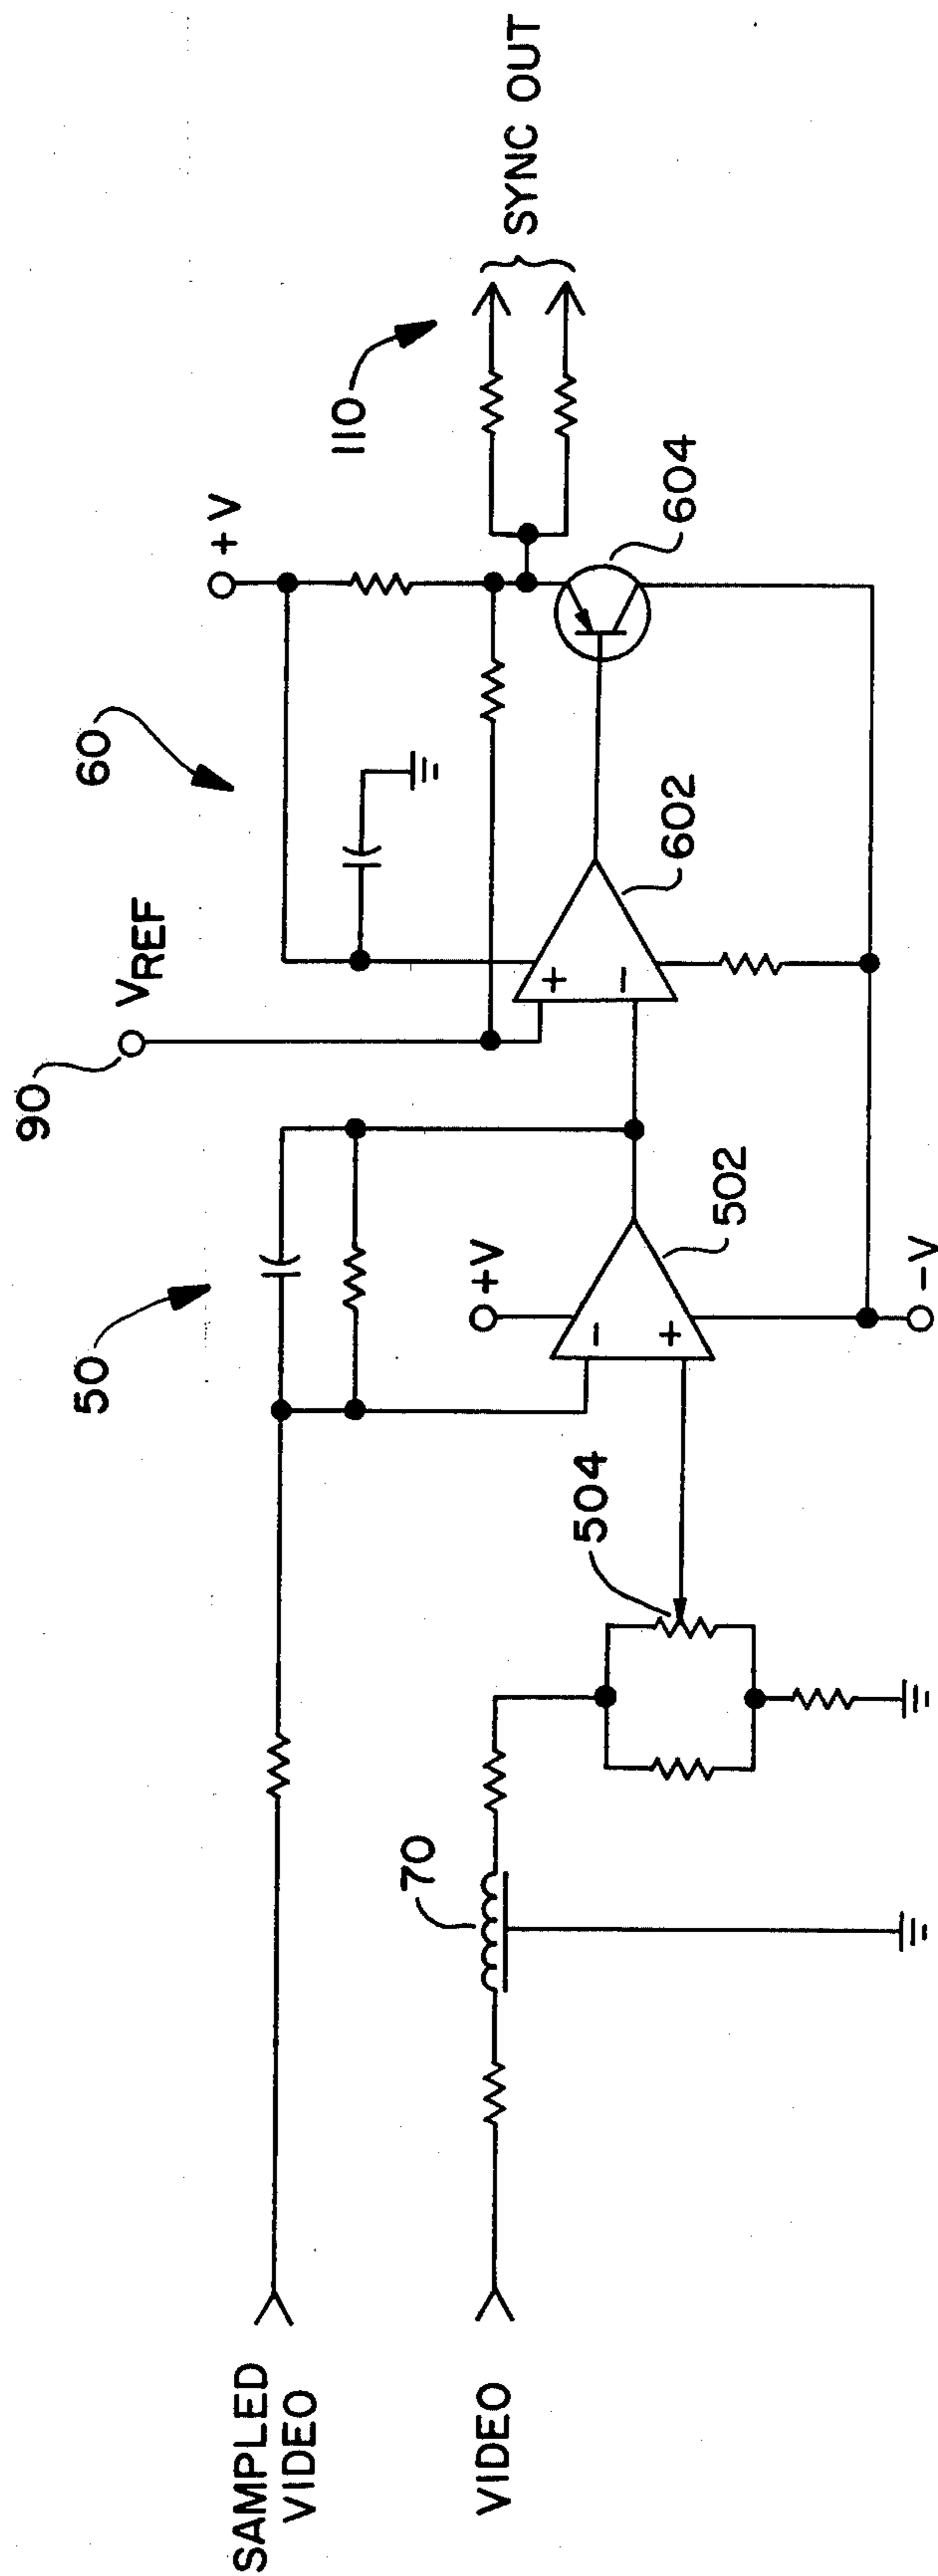 SAMPLED
VIDEO
VIDEO
70
504
50
+V
502
-V
90
VREF
60
+
-
602
-
+
+V
604
110
SYNC OUT